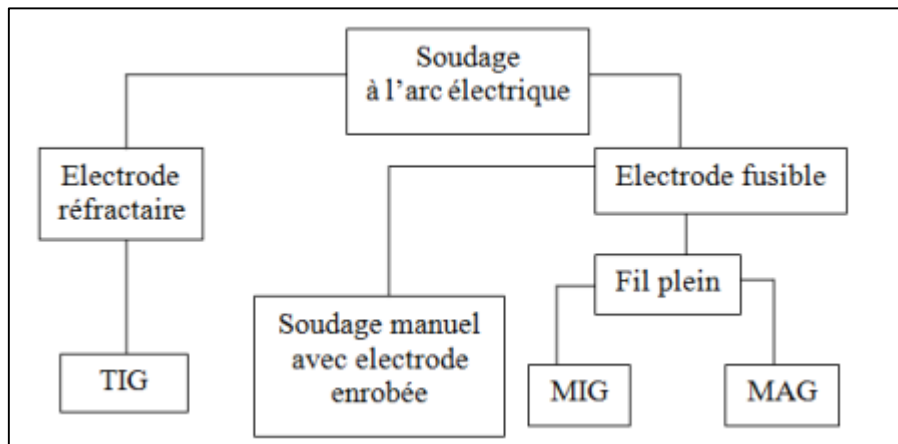 Soudage
à l'arc électrique
Electrode
réfractaire
Electrode fusible
Fil plein
Soudage manuel
avec electrode
enrobée
TIG
MIG
MAG